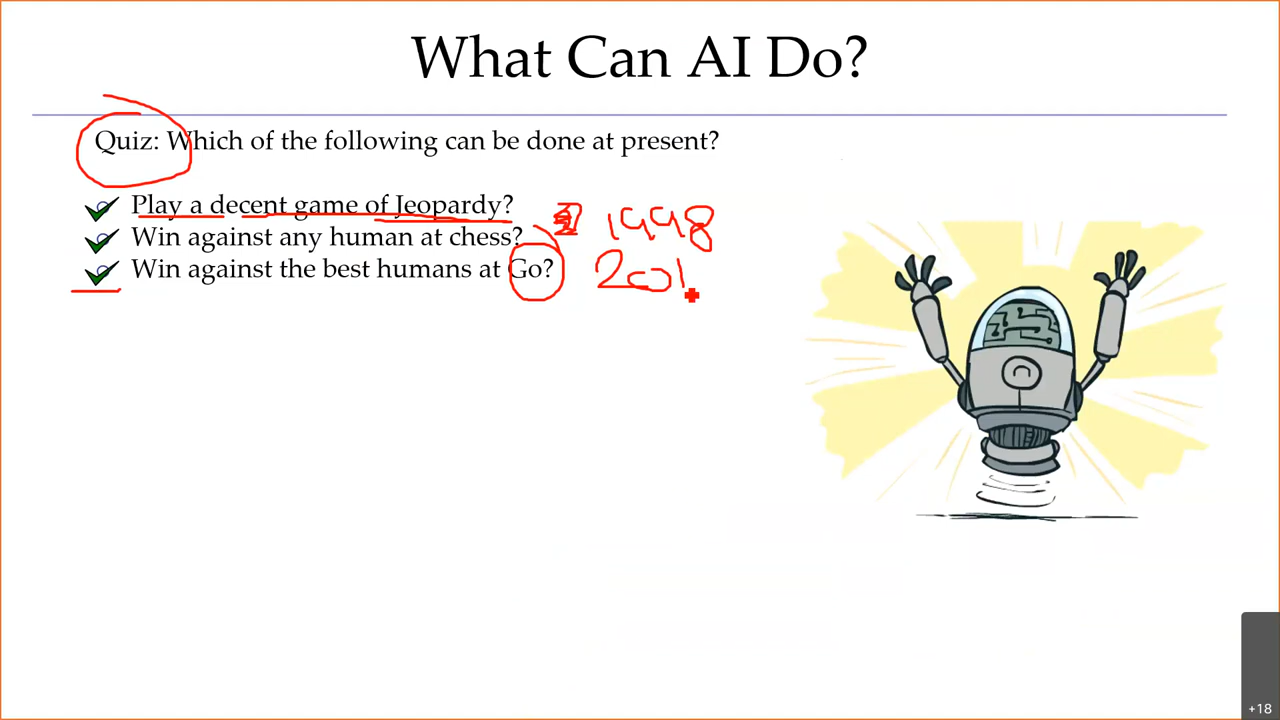 What Can AI Do?
Quiz: Which of the following can be done at present?
Play a decent game of Jeopardy?
Win against any human at chess? 1998
Win against the best humans at Go? 201
+18